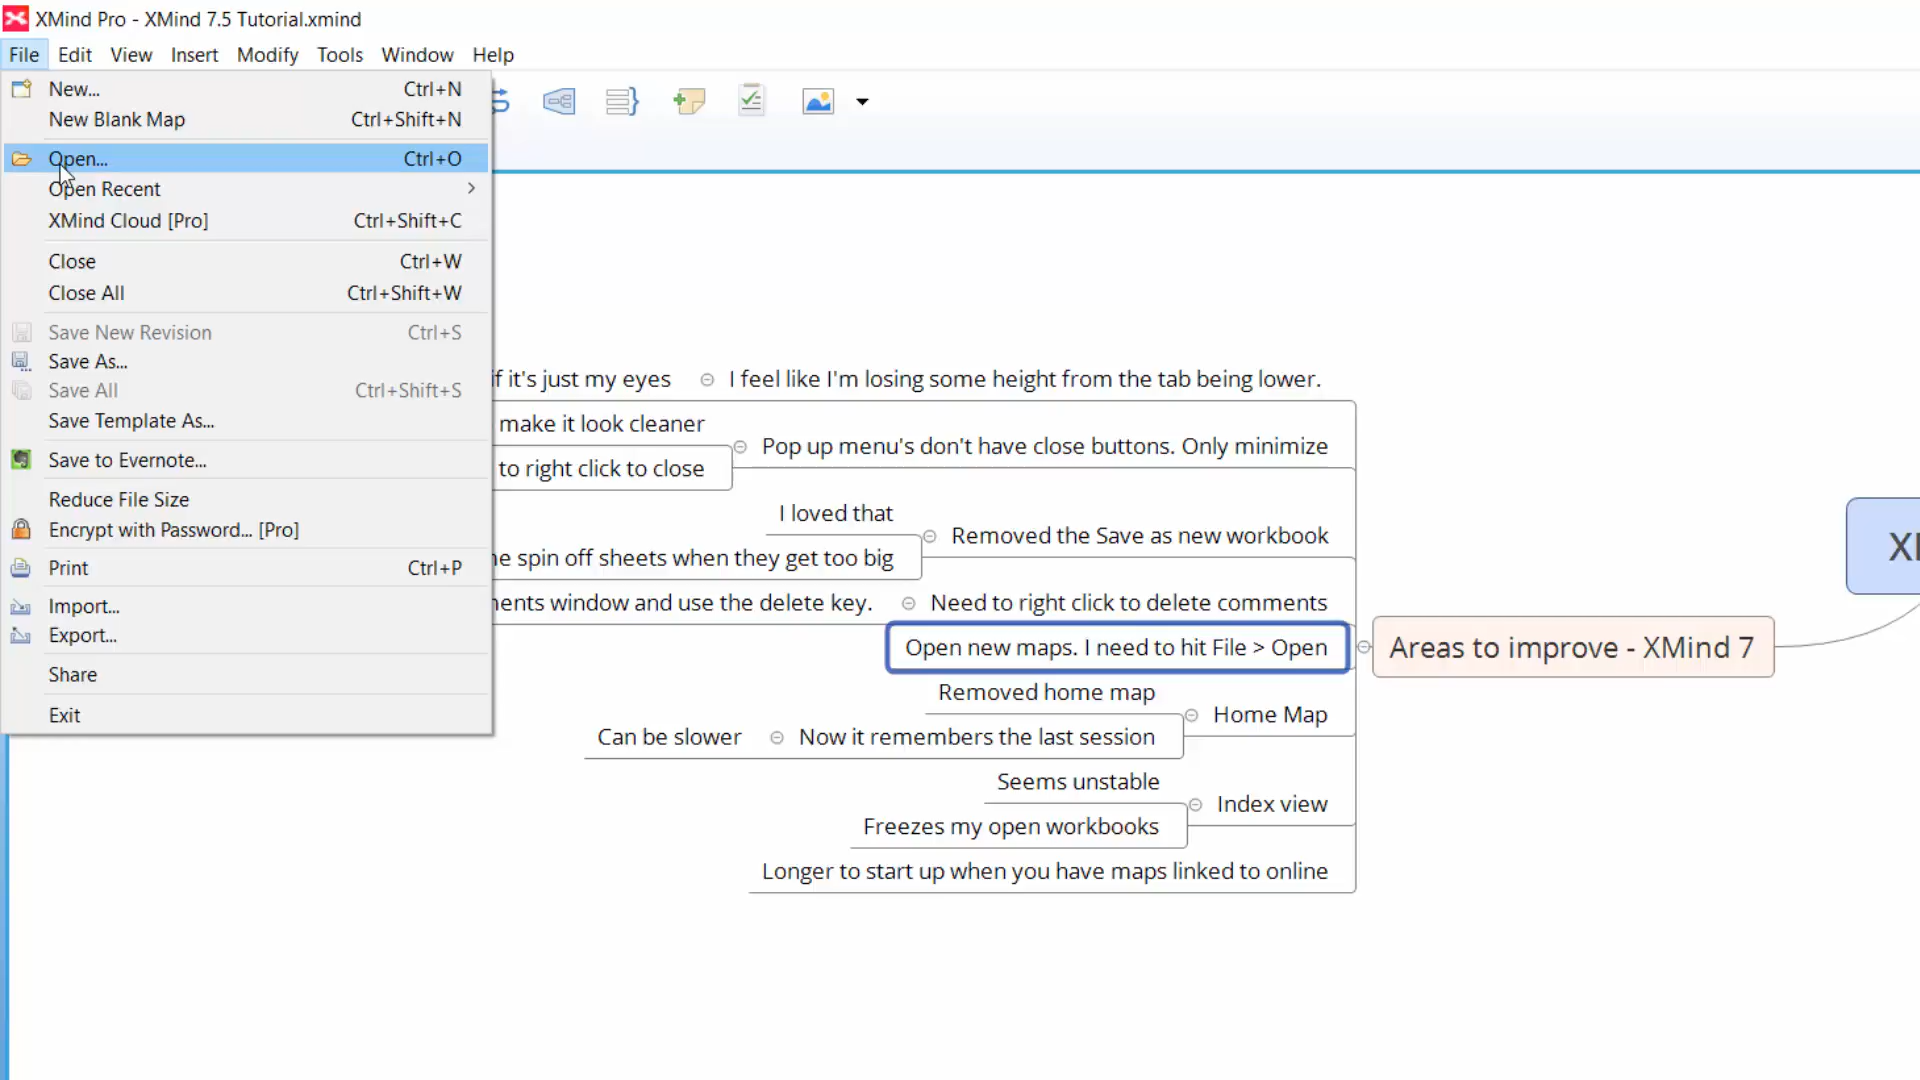 XMind Pro - XMind 7.5 Tutorial.xmind
File Edit View Insert Modify Tools Window Help
New... Ctrl+N
New Blank Map Ctrl+Shift+N
Open... Ctrl+O
Open Recent
XMind Cloud [Pro] Ctrl+Shift+C
Close Ctrl+W
Close All Ctrl+Shift+W
Save New Revision Ctrl+S
Save As...
Save All Ctrl+Shift+S
Save Template As...
Save to Evernote...
Reduce File Size
Encrypt with Password... [Pro]
Print Ctrl+P
Import...
Export...
Share
Exit
if it's just my eyes
I feel like I'm losing some height from the tab being lower.
make it look cleaner
to right click to close
Pop up menu's don't have close buttons. Only minimize
I loved that
spin off sheets when they get too big
Removed the Save as new workbook
window and use the delete key.
Need to right click to delete comments
Open new maps. I need to hit File > Open
Removed home map
Now it remembers the last session
Can be slower
Home Map
Seems unstable
Freezes my open workbooks
Index view
Longer to start up when you have maps linked to online
Areas to improve - XMind 7